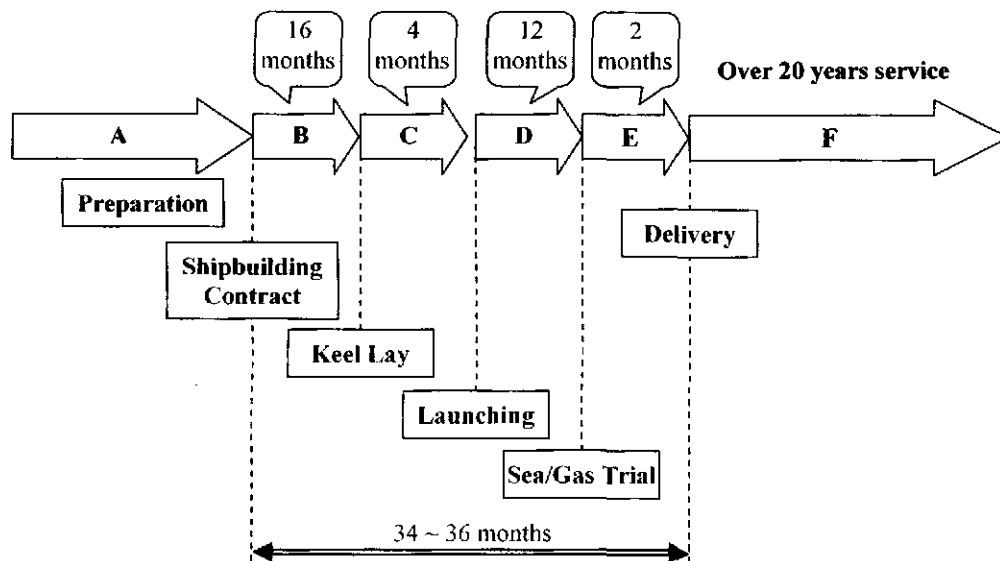 16
months
4
months
12
months
2
months
Over 20 years service
A
B
C
D
E
F
Preparation
Delivery
Shipbuilding
Contract
Keel Lay
Launching
Sea/Gas Trial
34 ~ 36 months